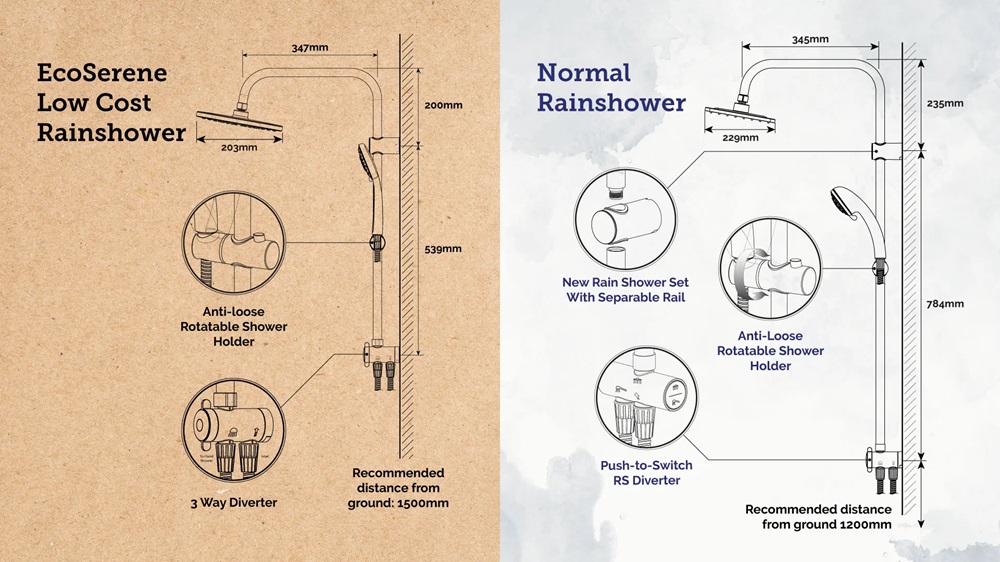 EcoSerene
Low Cost
Rainshower
347mm
200mm
203mm
539mm
Anti-loose
Rotatable Shower
Holder
3 Way Diverter
Recommended
distance from
ground: 1500mm
Normal
Rainshower
345mm
235mm
229mm
New Rain Shower Set
With Separable Rail
784mm
Anti-Loose
Rotatable Shower
Holder
Push-to-Switch
RS Diverter
Recommended distance
from ground 1200mm